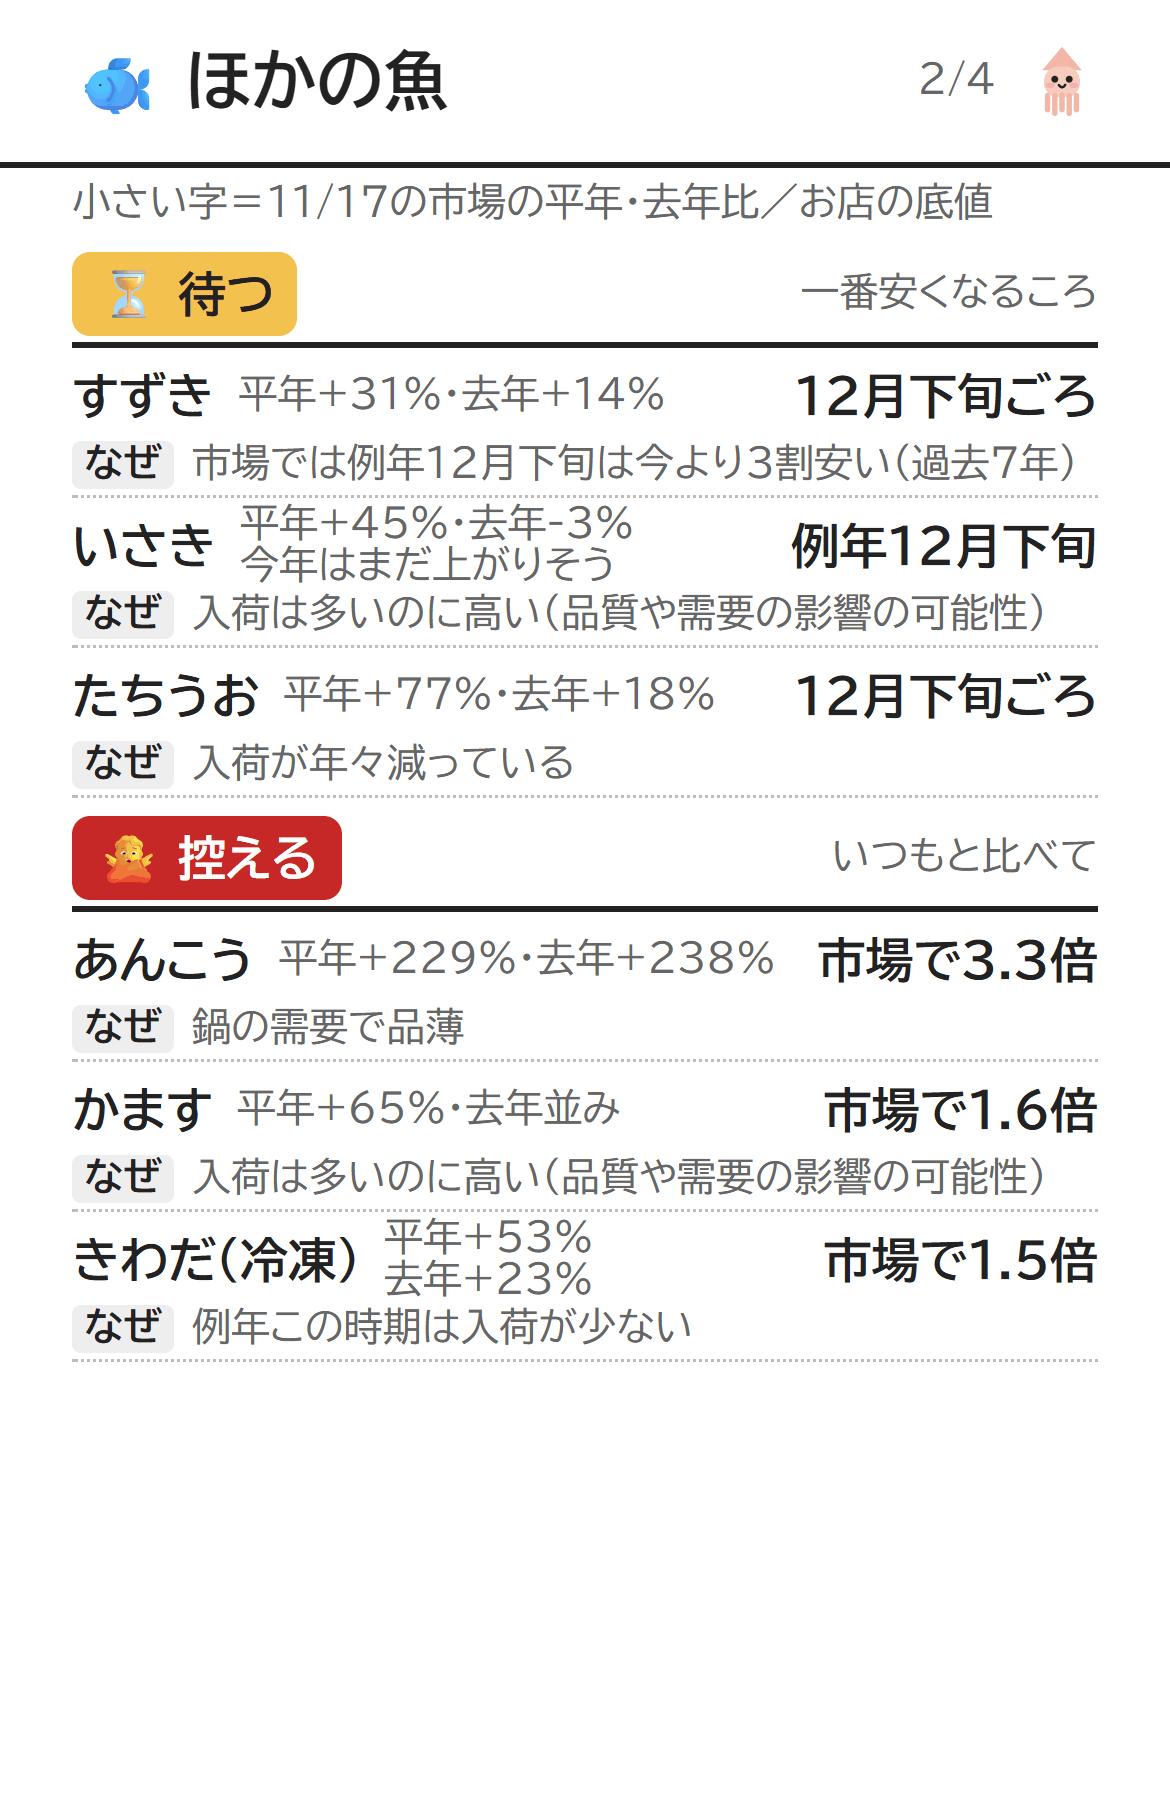 ほかの魚
2/4
小さい字＝11/17の市場の平年・去年比／お店の底値
待つ
一番安くなるころ
すずき 平年+31%・去年+14% 12月下旬ごろ
なぜ 市場では例年12月下旬は今より3割安い（過去7年）
いさき 平年+45%・去年-3% 例年12月下旬
今年はまだ上がりそう
なぜ 入荷は多いのに高い（品質や需要の影響の可能性）
たちうお 平年+77%・去年+18% 12月下旬ごろ
なぜ 入荷が年々減っている
控える
いつもと比べて
あんこう 平年+229%・去年+238% 市場で3.3倍
なぜ 鍋の需要で品薄
かます 平年+65%・去年並み 市場で1.6倍
なぜ 入荷は多いのに高い（品質や需要の影響の可能性）
きわだ（冷凍） 平年+53% 市場で1.5倍
去年+23%
なぜ 例年この時期は入荷が少ない